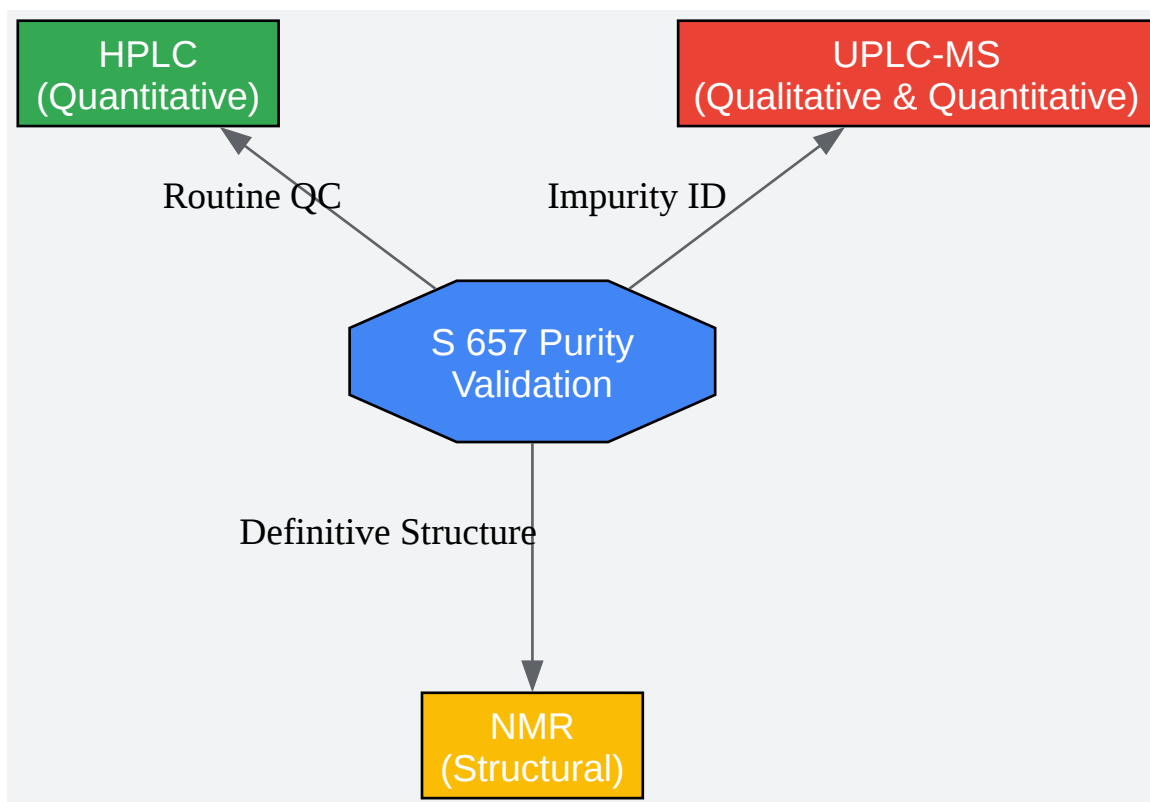 HPLC
(Quantitative)
UPLC-MS
(Qualitative & Quantitative)
Routine QC
Impurity ID
S 657 Purity
Validation
Definitive Structure
NMR
(Structural)